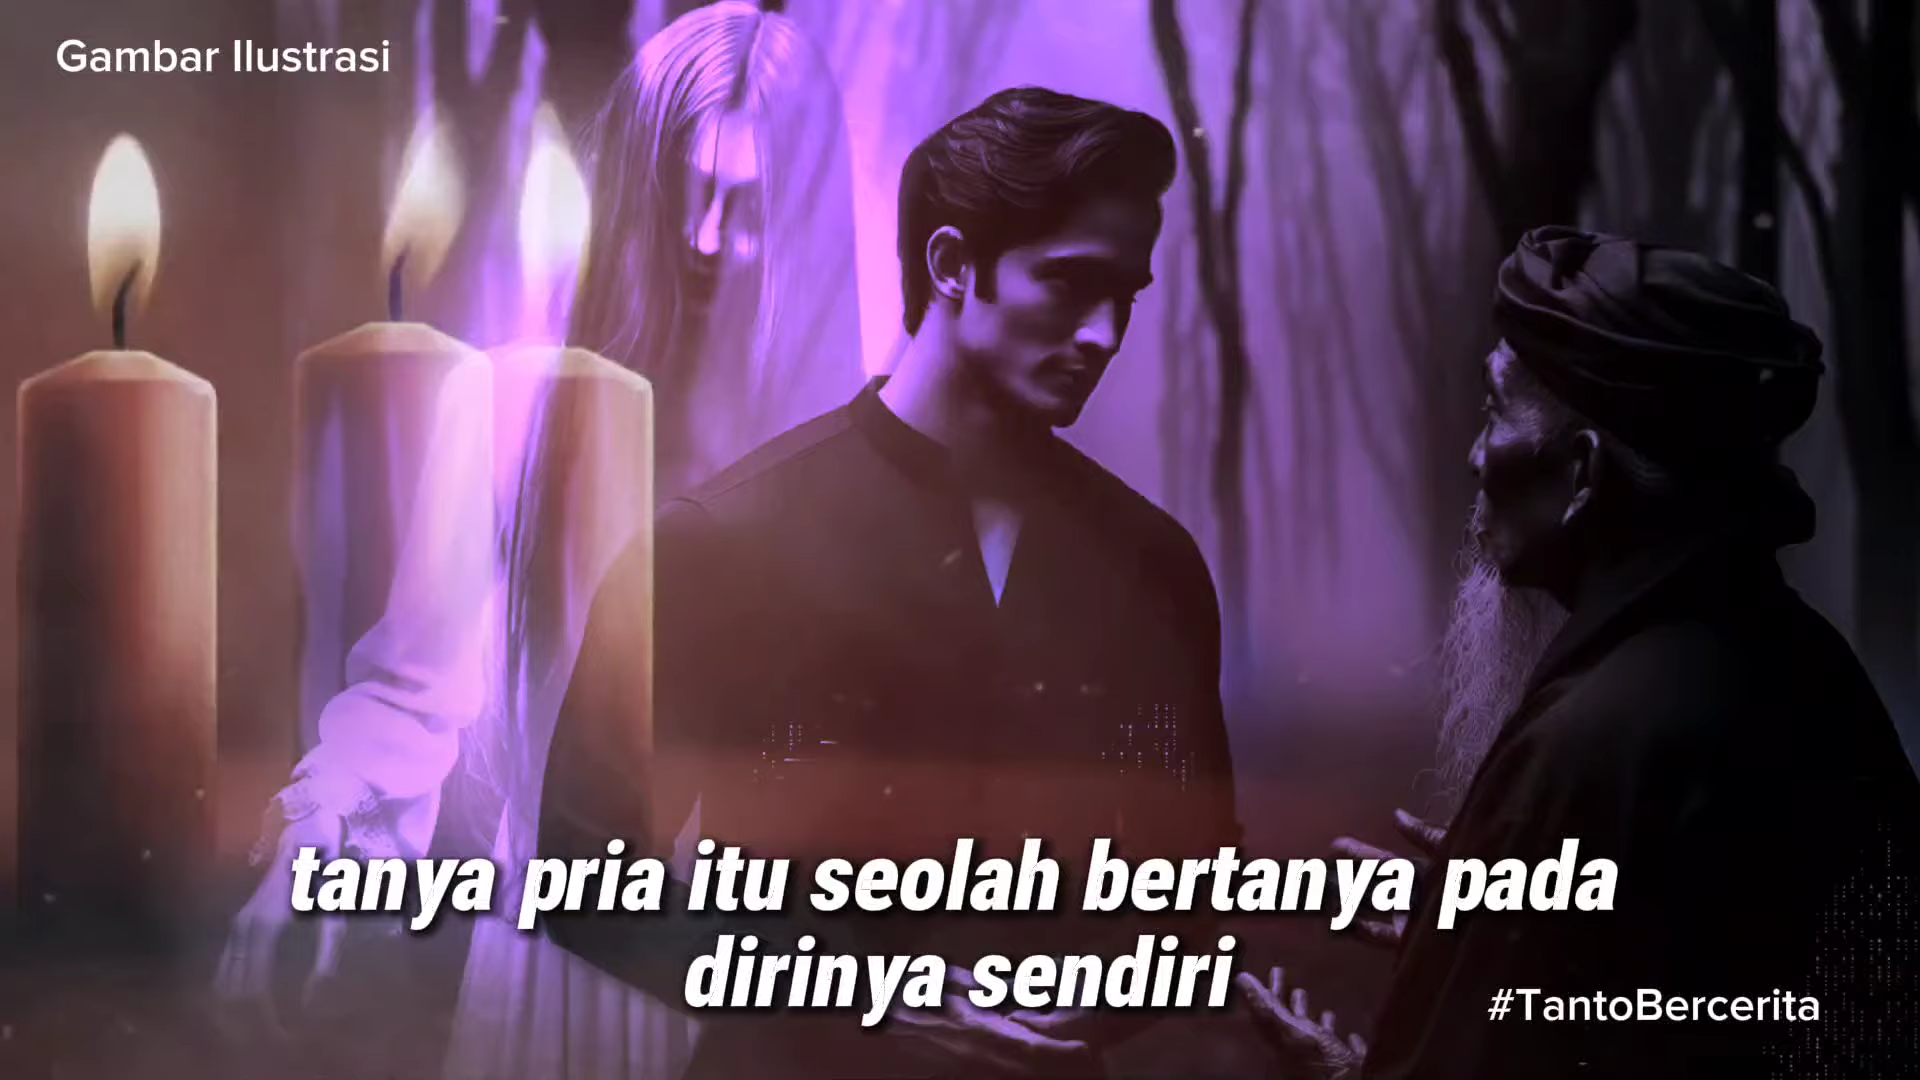 Gambar Ilustrasi
tanya pria itu seolah bertanya pada
dirinya sendiri
#TantoBercerita